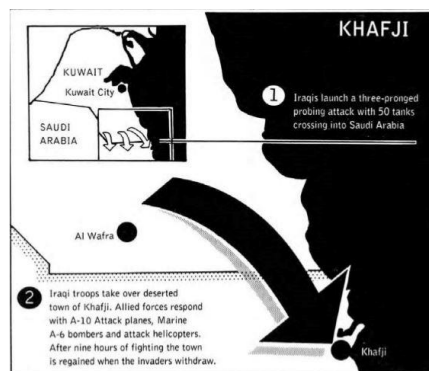 KHAFJI
KUWAIT
Kuwait City
SAUDI
ARABIA
1
Iraqis launch a three-pronged
probing attack with 50 tanks
crossing into Saudi Arabia
Al Wafra
2
Iraqi troops take over deserted
town of Khafji. Allied forces respond
with A-10 Attack planes, Marine
A-6 bombers and attack helicopters.
After nine hours of fighting the town
is regained when the invaders withdraw.
Khafji